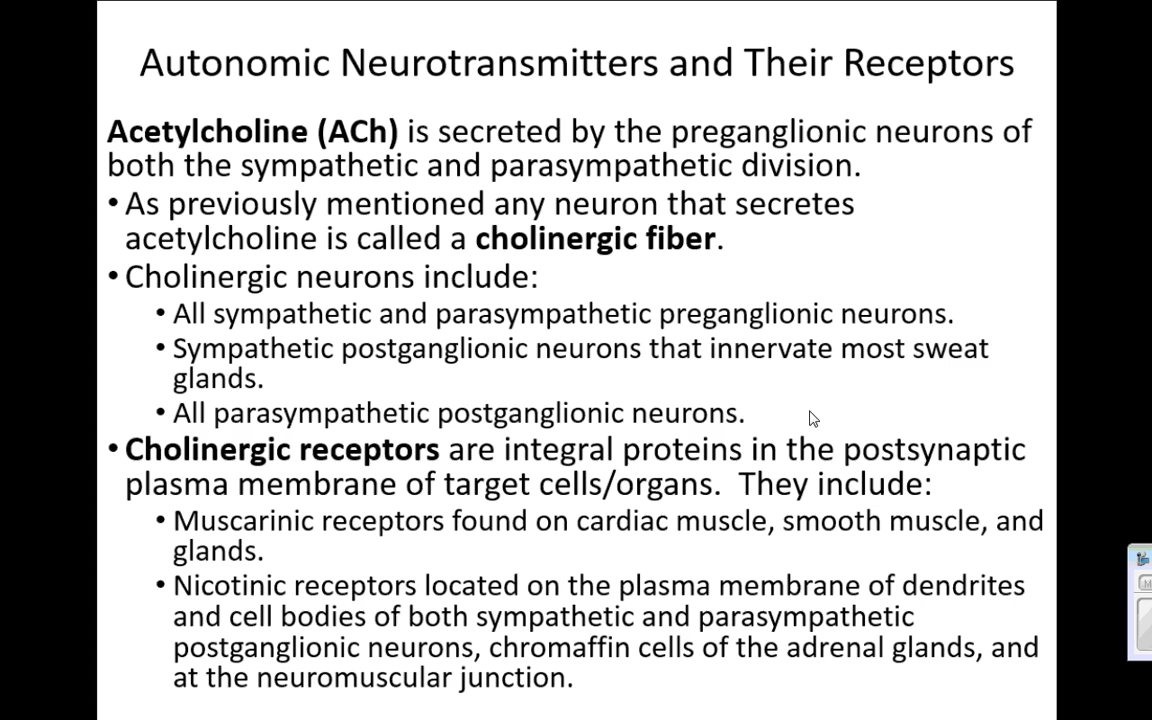 Autonomic Neurotransmitters and Their Receptors
Acetylcholine (ACh) is secreted by the preganglionic neurons of
both the sympathetic and parasympathetic division.
• As previously mentioned any neuron that secretes
acetylcholine is called a cholinergic fiber.
• Cholinergic neurons include:
• All sympathetic and parasympathetic preganglionic neurons.
• Sympathetic postganglionic neurons that innervate most sweat
glands.
• All parasympathetic postganglionic neurons.
• Cholinergic receptors are integral proteins in the postsynaptic
plasma membrane of target cells/organs. They include:
• Muscarinic receptors found on cardiac muscle, smooth muscle, and
glands.
• Nicotinic receptors located on the plasma membrane of dendrites
and cell bodies of both sympathetic and parasympathetic
postganglionic neurons, chromaffin cells of the adrenal glands, and
at the neuromuscular junction.